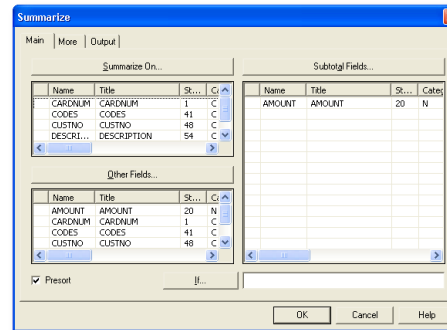 Summarize
Main More Output
Summarize On...
Name Title St... Ca
CARDNUM CARDNUM 1 C
CODES CODES 41 C
CUSTNO CUSTNO 48 C
DESCRI... DESCRIPTION 54 C
Other Fields...
Name Title St... Ca
AMOUNT AMOUNT 20 N
CARDNUM CARDNUM 1 C
CODES CODES 41 C
CUSTNO CUSTNO 48 C
Subtotal Fields...
Name Title St... Categ
AMOUNT AMOUNT 20 N
Presort
If...
OK Cancel Help